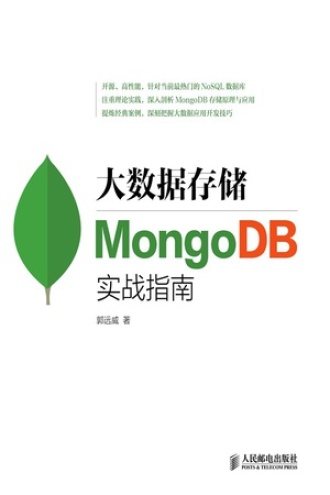 开源、高性能，针对当前最热门的NoSQL数据库
注重理论实践，深入剖析MongoDB存储原理与应用
提炼经典案例，深刻把握大数据应用开发技巧
大数据存储
MongoDB
实战指南
郭远威 著
人民邮电出版社
POSTS & TELECOM PRESS